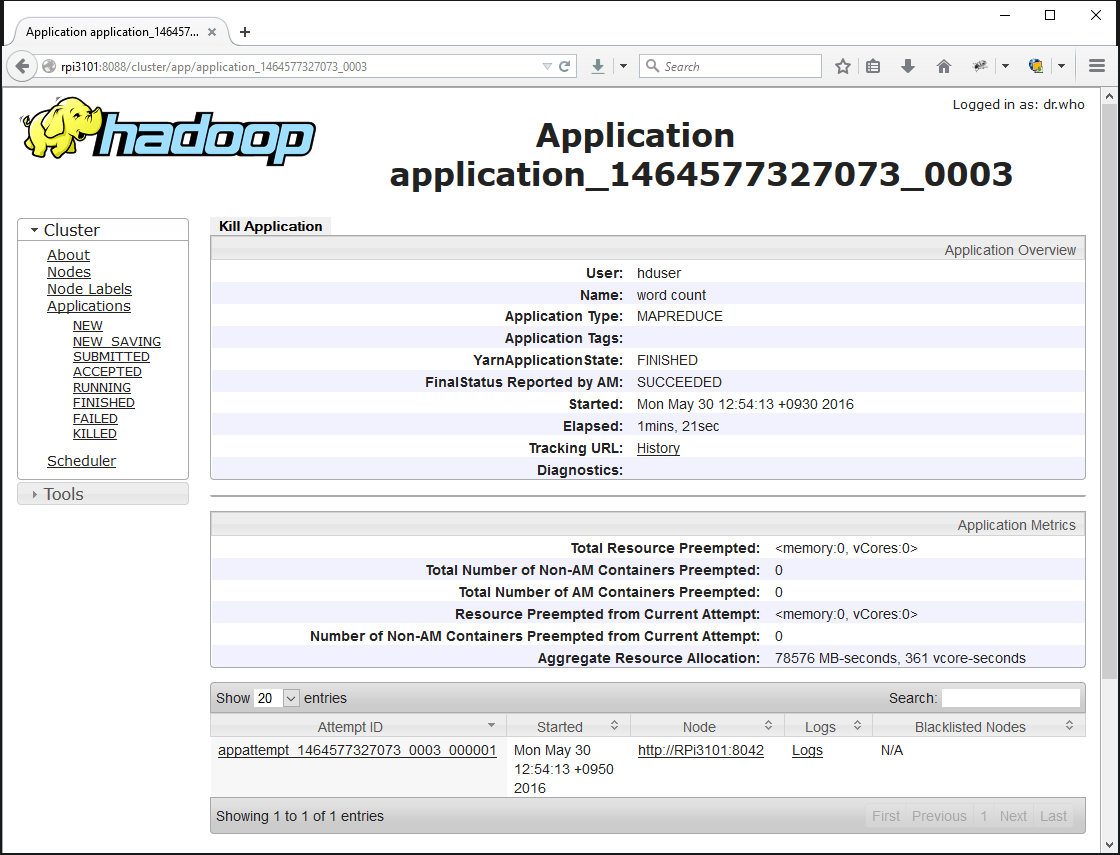 Application application_146457...
rpi3101:8088/cluster/app/application_1464577327073_0003
Search
Logged in as: dr.who
hadoop
Application
application_1464577327073_0003
Cluster
About
Nodes
Node Labels
Applications
NEW
NEW_SAVING
SUBMITTED
ACCEPTED
RUNNING
FINISHED
FAILED
KILLED
Scheduler
Tools
Kill Application
Application Overview
User: hduser
Name: word count
Application Type: MAPREDUCE
Application Tags:
YarnApplicationState: FINISHED
FinalStatus Reported by AM: SUCCEEDED
Started: Mon May 30 12:54:13 +0930 2016
Elapsed: 1mins, 21sec
Tracking URL: History
Diagnostics:
Application Metrics
Total Resource Preempted: <memory:0, vCores:0>
Total Number of Non-AM Containers Preempted: 0
Total Number of AM Containers Preempted: 0
Resource Preempted from Current Attempt: <memory:0, vCores:0>
Number of Non-AM Containers Preempted from Current Attempt: 0
Aggregate Resource Allocation: 78576 MB-seconds, 361 vcore-seconds
Show 20 entries Search:
Attempt ID Started Node Logs Blacklisted Nodes
appattempt_1464577327073_0003_000001 Mon May 30 http://RPi3101:8042 Logs N/A
12:54:13 +0950
2016
Showing 1 to 1 of 1 entries First Previous 1 Next Last